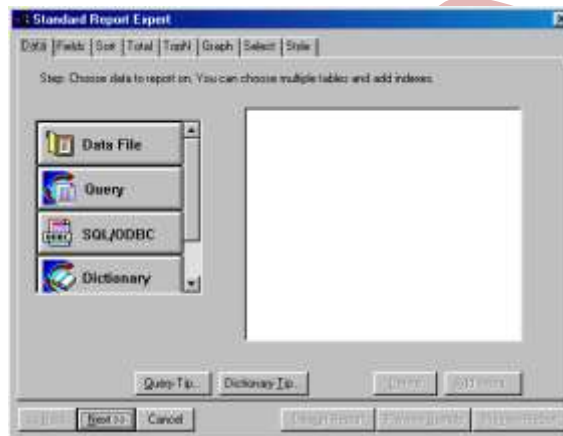 Standard Report Expert
Data Fields Sort Total TopN Graph Select Style
Step: Choose data to report on. You can choose multiple tables and add indexes.
Data File
Query
SQL/ODBC
Dictionary
Query Tip... Dictionary Tip...
Next >> Cancel